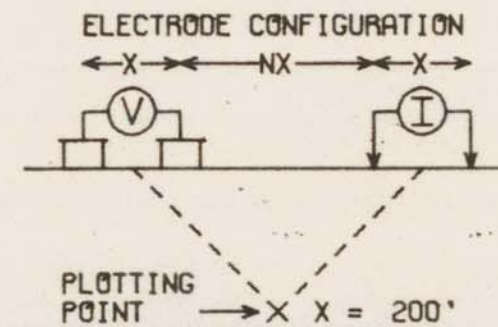 ELECTRODE CONFIGURATION
X NX X
V I
PLOTTING
POINT X X = 200'